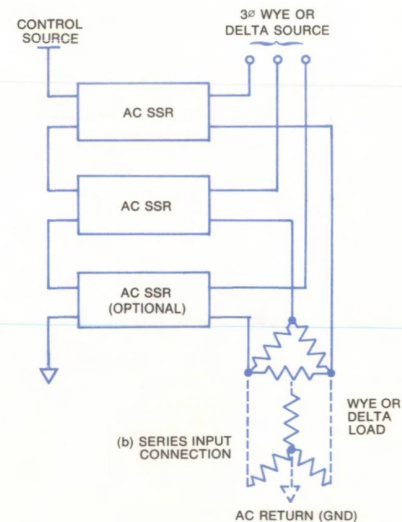 CONTROL
SOURCE
3ø WYE OR
DELTA SOURCE
AC SSR
AC SSR
AC SSR
(OPTIONAL)
WYE OR
DELTA
LOAD
(b) SERIES INPUT
CONNECTION
AC RETURN (GND)